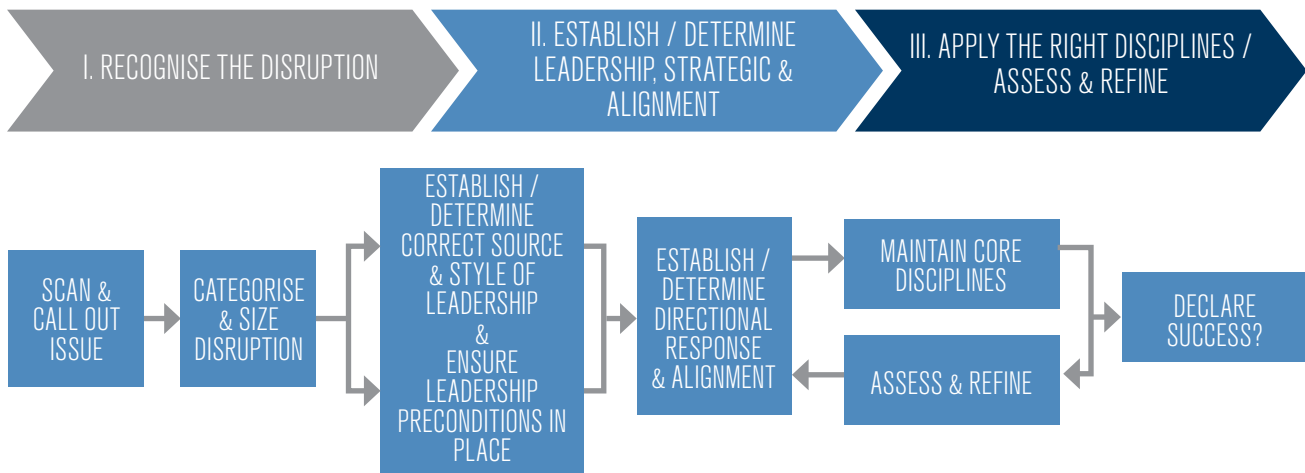 I. RECOGNISE THE DISRUPTION
II. ESTABLISH / DETERMINE
LEADERSHIP, STRATEGIC &
ALIGNMENT
III. APPLY THE RIGHT DISCIPLINES /
ASSESS & REFINE
SCAN &
CALL OUT
ISSUE
CATEGORISE
& SIZE
DISRUPTION
ESTABLISH /
DETERMINE
CORRECT SOURCE
& STYLE OF
LEADERSHIP
&
ENSURE
LEADERSHIP
PRECONDITIONS IN
PLACE
ESTABLISH /
DETERMINE
DIRECTIONAL
RESPONSE
& ALIGNMENT
MAINTAIN CORE
DISCIPLINES
ASSESS & REFINE
DECLARE
SUCCESS?